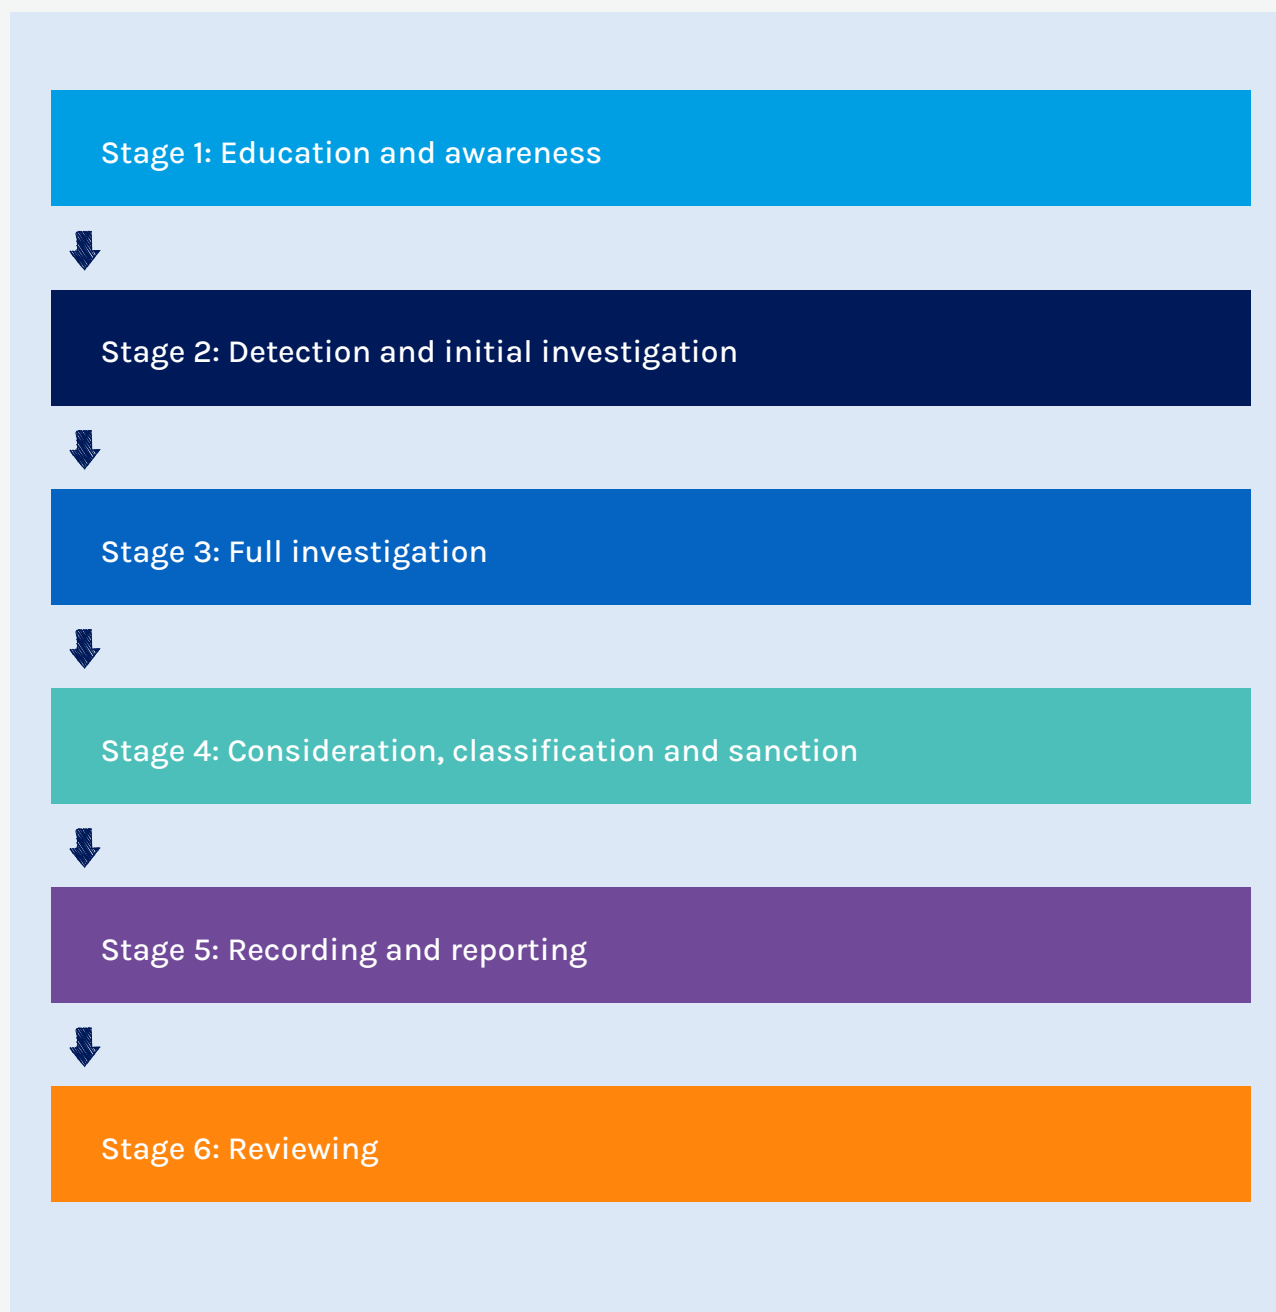 Stage 1: Education and awareness
Stage 2: Detection and initial investigation
Stage 3: Full investigation
Stage 4: Consideration, classification and sanction
Stage 5: Recording and reporting
Stage 6: Reviewing